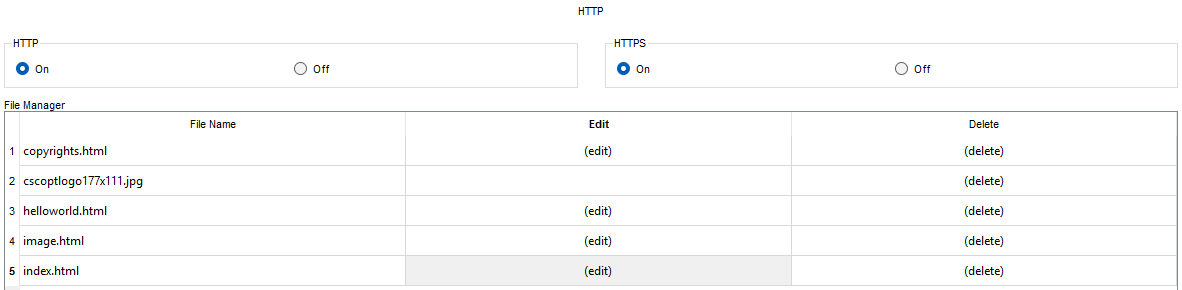 HTTP
HTTP HTTPS
On Off On Off
File Manager
File Name Edit Delete
1 copyrights.html (edit) (delete)
2 cscoptlogo177x111.jpg (delete)
3 helloworld.html (edit) (delete)
4 image.html (edit) (delete)
5 index.html (edit) (delete)